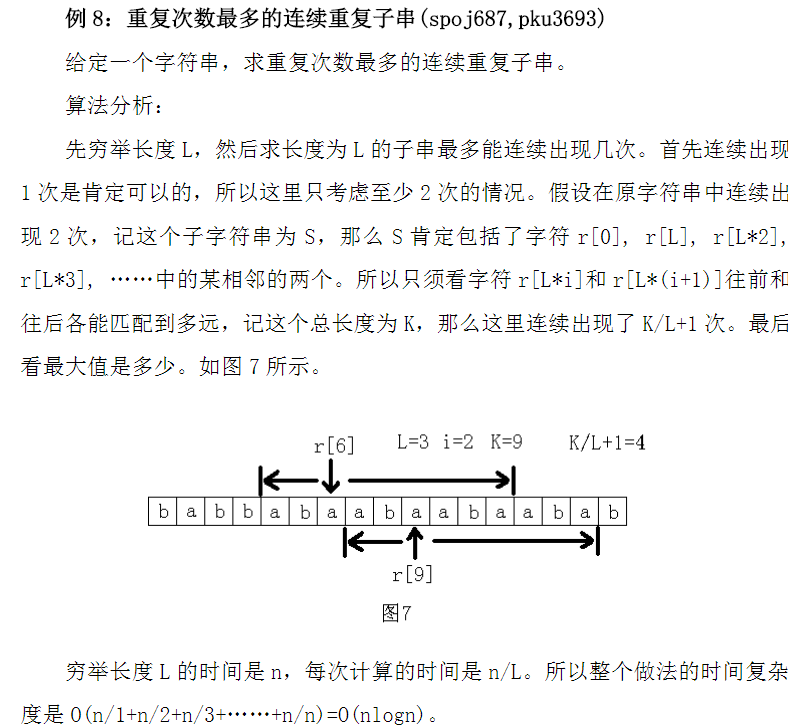 例 8：重复次数最多的连续重复子串(spoj687,pku3693)
给定一个字符串，求重复次数最多的连续重复子串。
算法分析：
先穷举长度 L，然后求长度为 L 的子串最多能连续出现几次。首先连续出现
1 次是肯定可以的，所以这里只考虑至少 2 次的情况。假设在原字符串中连续出
现 2 次，记这个子字符串为 S，那么 S 肯定包括了字符 r[0], r[L], r[L*2],
r[L*3], ……中的某相邻的两个。所以只须看字符 r[L*i]和 r[L*(i+1)]往前和
往后各能匹配到多远，记这个总长度为 K，那么这里连续出现了 K/L+1 次。最后
看最大值是多少。如图 7 所示。
r[6] L=3 i=2 K=9 K/L+1=4
b a b b a b a a b a a b a a b a b
r[9]
图7
穷举长度 L 的时间是 n，每次计算的时间是 n/L。所以整个做法的时间复杂
度是 O(n/1+n/2+n/3+……+n/n)=O(nlogn)。